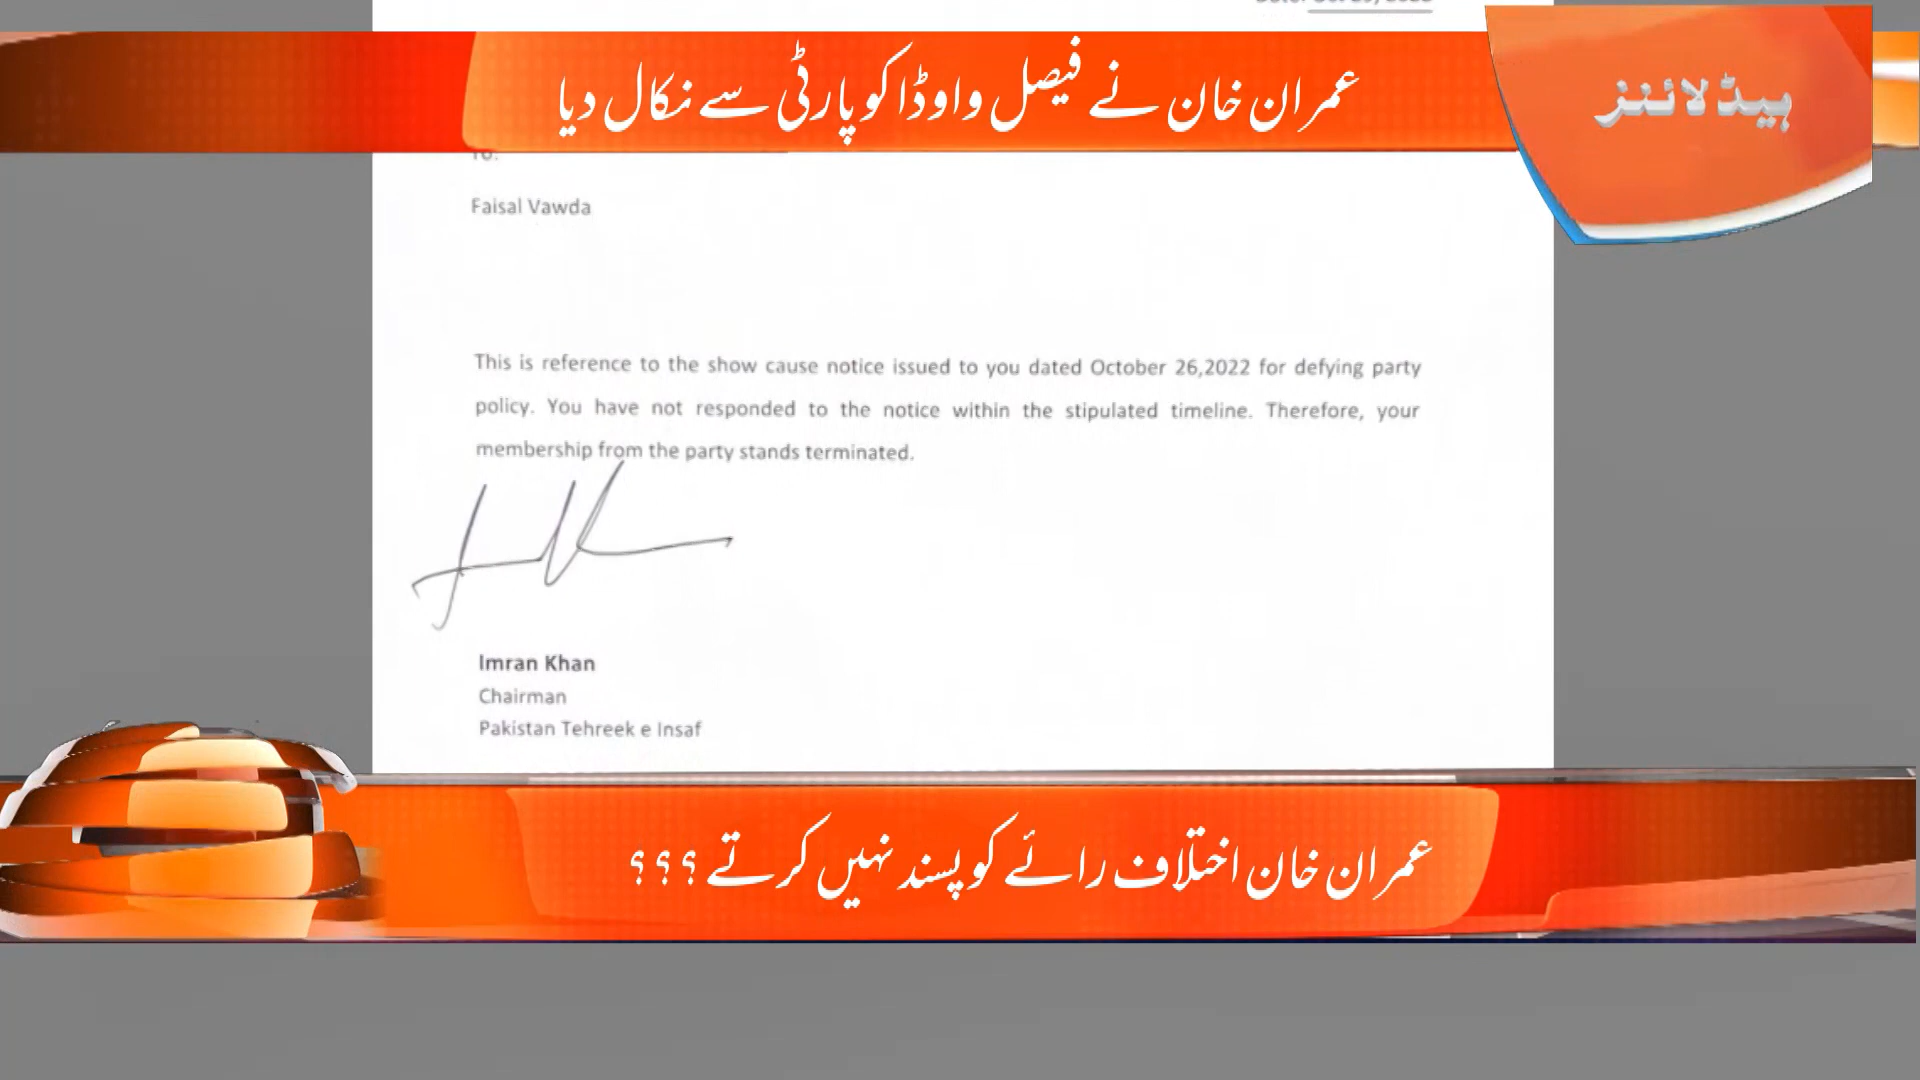 عمران خان نے فیصل واوڈا کو پارٹی سے نکال دیا
ہیڈلائنز
To:
Faisal Vawda
This is reference to the show cause notice issued to you dated October 26,2022 for defying party
policy. You have not responded to the notice within the stipulated timeline. Therefore, your
membership from the party stands terminated.
Imran Khan
Chairman
Pakistan Tehreek e Insaf
عمران خان اختلاف رائے کو پسند نہیں کرتے ؟ ؟ ؟